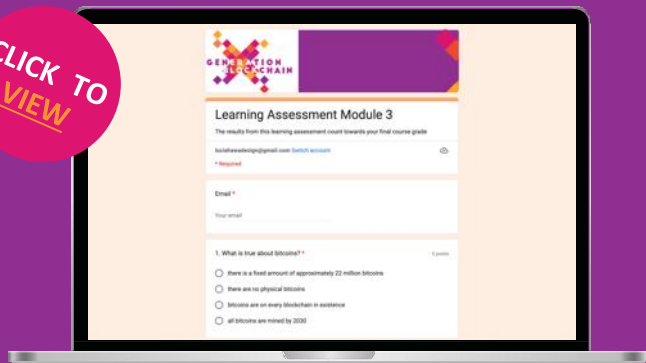 CLICK TO
VIEW
GENERATION
BLOCKCHAIN
Learning Assessment Module 3
The results from this learning assessment count towards your final course grade
Switch account
* Required
Email *
Your email
1. What is true about bitcoins? *
there is a fixed amount of approximately 22 million bitcoins
there are no physical bitcoins
bitcoins are on every blockchain in existence
all bitcoins are mined by 2030